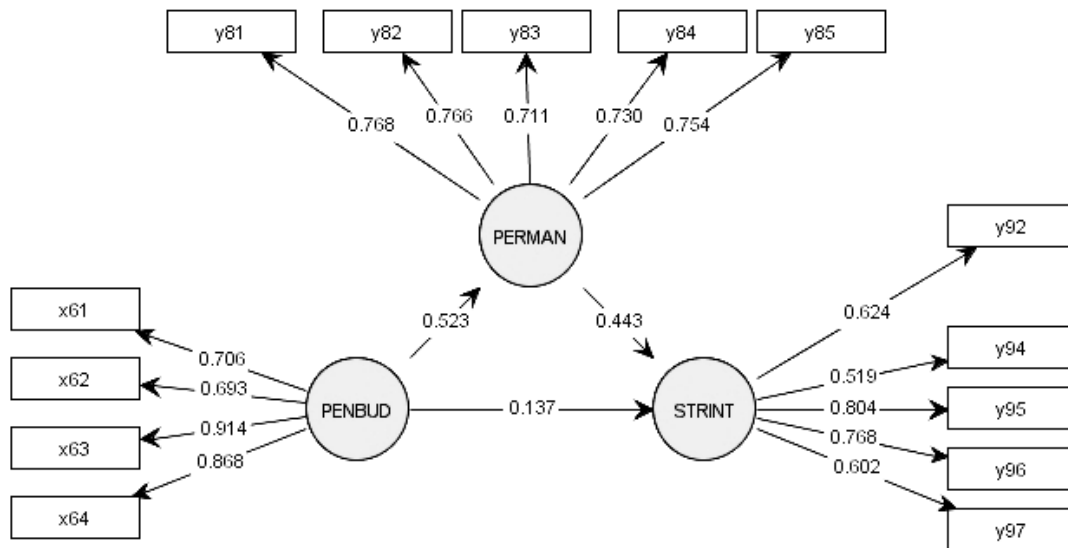 y81
y82
y83
y84
y85
0.768
0.766
0.711
0.730
0.754
PERMAN
y92
x61
0.523
0.443
0.624
0.706
x62
0.693
PENBUD
0.137
STRINT
0.519
y94
0.804
y95
0.914
x63
0.768
y96
0.868
0.602
x64
y97